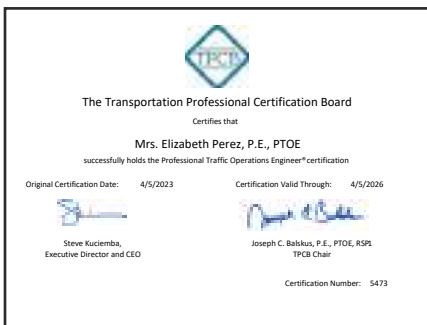 TPCB
The Transportation Professional Certification Board
Certifies that
Mrs. Elizabeth Perez, P.E., PTOE
successfully holds the Professional Traffic Operations Engineer® certification
Original Certification Date: 4/5/2023 Certification Valid Through: 4/5/2026
Steve Kuciemba, Joseph C. Balskus, P.E., PTOE, RSP1
Executive Director and CEO TPCB Chair
Certification Number: 5473